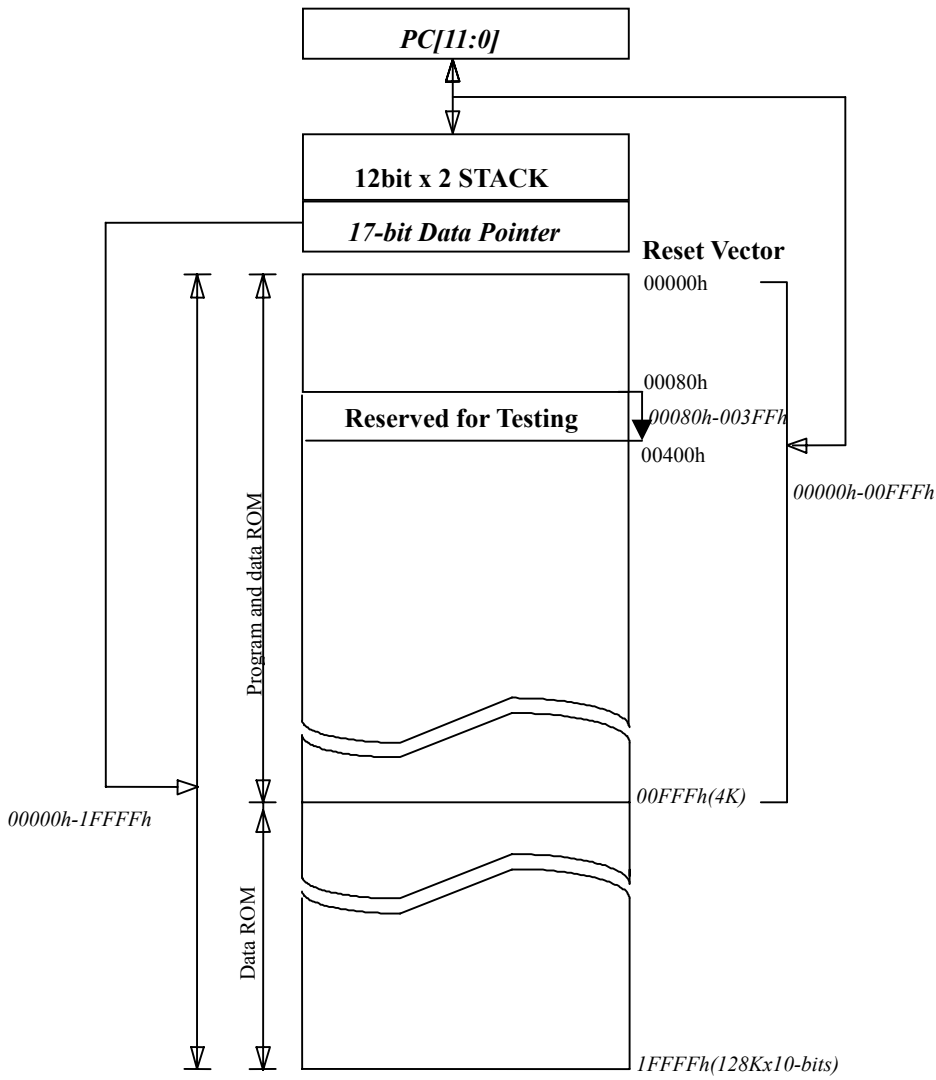 PC[11:0]
12bit x 2 STACK
17-bit Data Pointer
Reset Vector
00000h
00080h
Reserved for Testing
00080h-003FFh
00400h
00000h-00FFFh
Program and data ROM
00FFFh(4K)
00000h-1FFFFh
Data ROM
1FFFFh(128Kx10-bits)